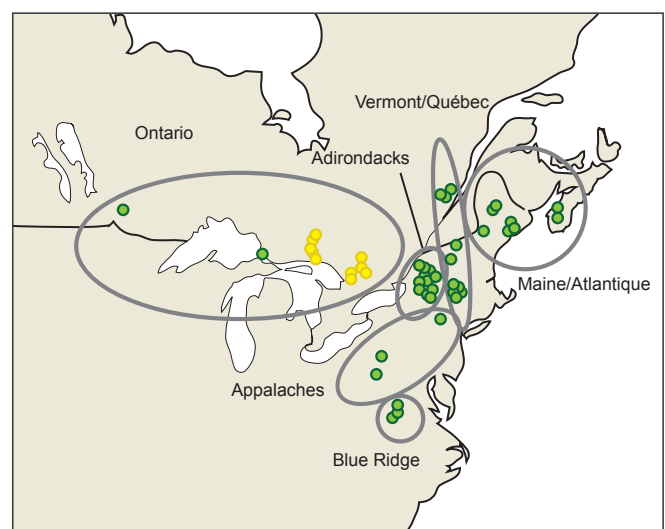 Vermont/Québec
Ontario
Adirondacks
Maine/Atlantique
Appalaches
Blue Ridge